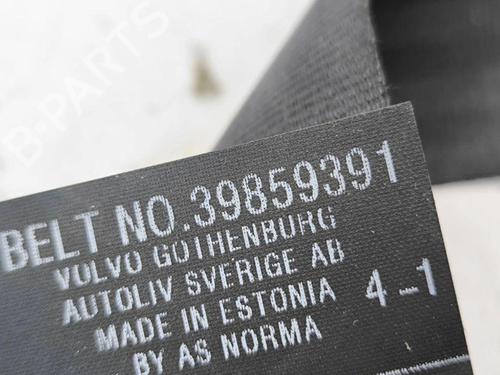 B-PARTS
BELT NO.39859391
VOLVO GOTHENBURG
AUTOLIV SVERIGE AB
MADE IN ESTONIA 4-1
BY AS NORMA